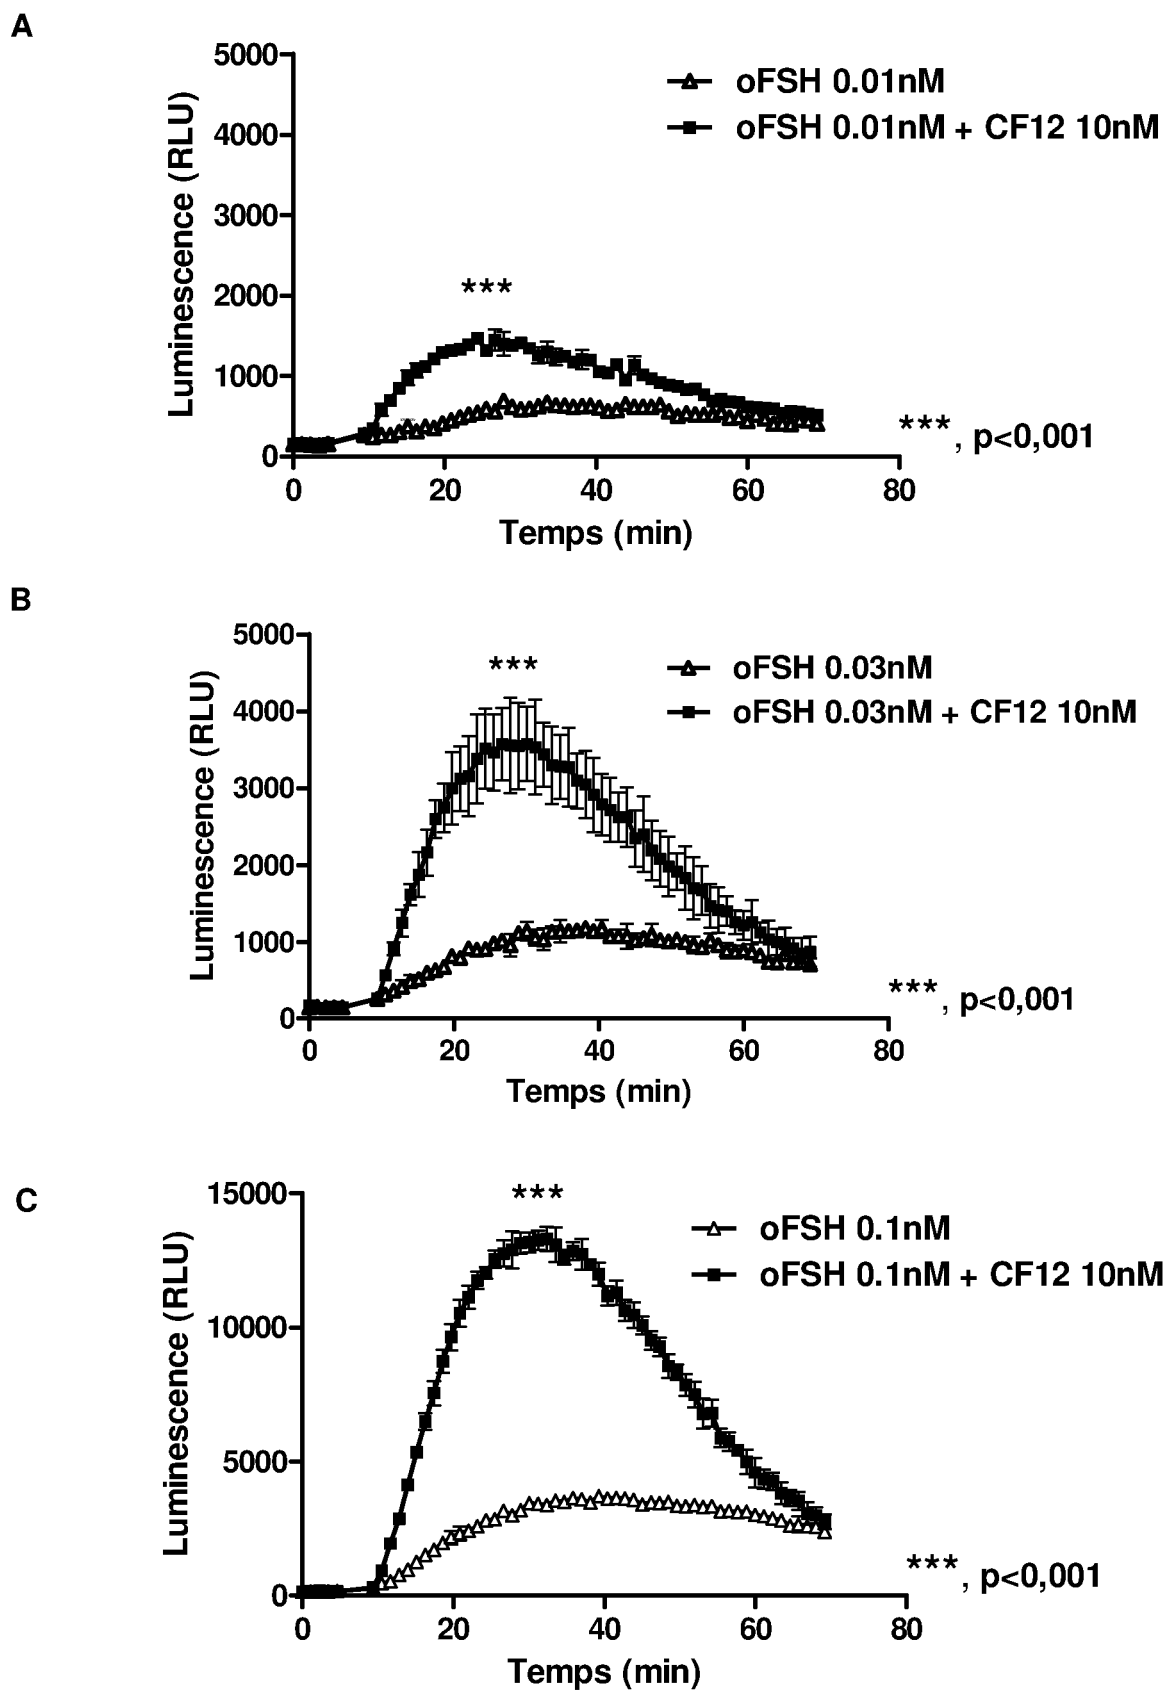 A
5000
4000
3000
2000
1000
0
Luminescence (RLU)
oFSH 0.01nM
oFSH 0.01nM + CF12 10nM
***
***, p<0,001
0 20 40 60 80
Temps (min)
B
5000
4000
3000
2000
1000
0
Luminescence (RLU)
***
oFSH 0.03nM
oFSH 0.03nM + CF12 10nM
***, p<0,001
0 20 40 60 80
Temps (min)
C
15000
10000
5000
0
Luminescence (RLU)
***
oFSH 0.1nM
oFSH 0.1nM + CF12 10nM
***, p<0,001
0 20 40 60 80
Temps (min)